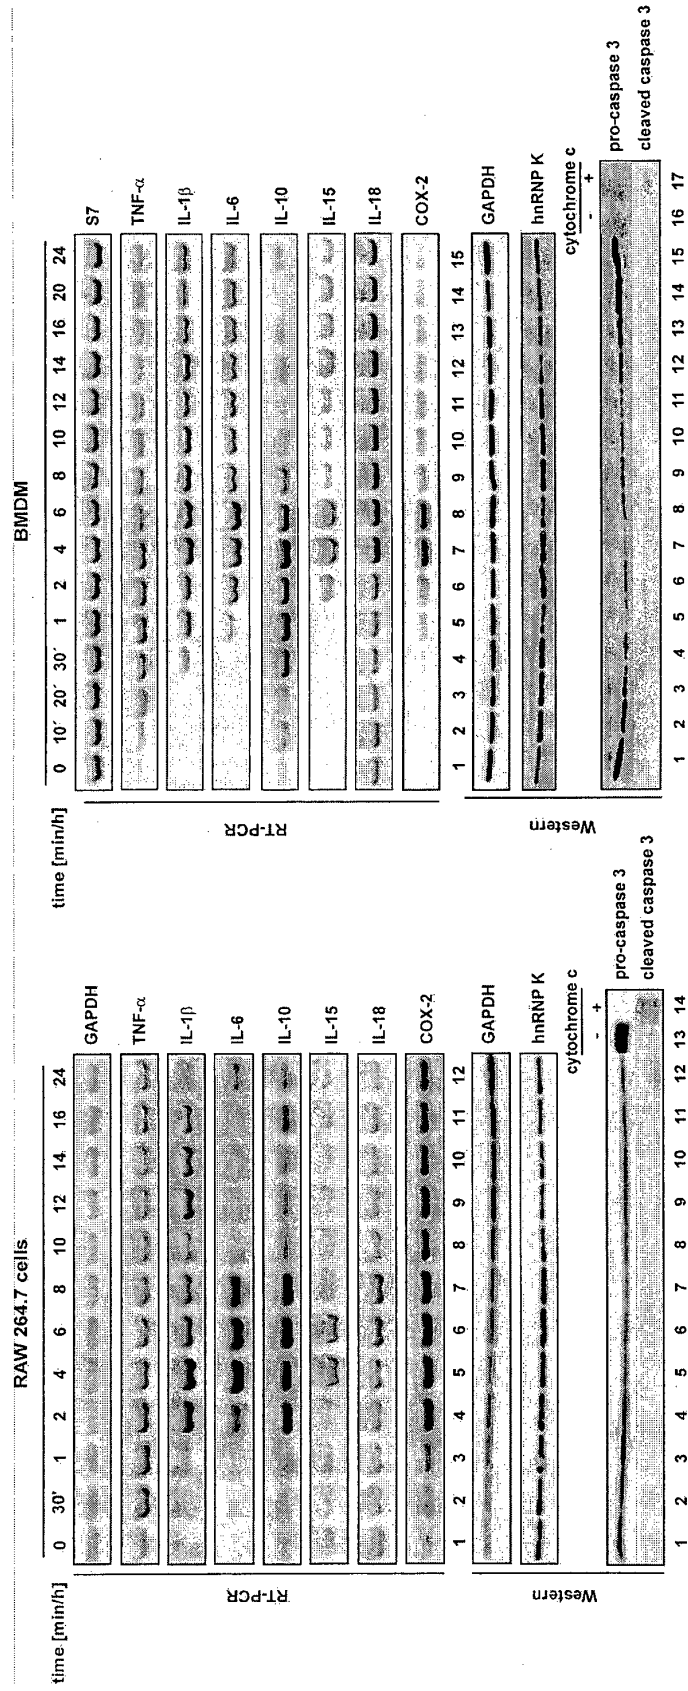 RAW 264.7 cells
time [min/h] 0 30' 1 2 4 6 8 10 12 14 16 24
RT-PCR
GAPDH
TNF-α
IL-1β
IL-6
IL-10
IL-15
IL-18
COX-2
1 2 3 4 5 6 7 8 9 10 11 12
Western
GAPDH
hnRNP K
cytochrome c
- +
pro-caspase 3
cleaved caspase 3
1 2 3 4 5 6 7 8 9 10 11 12 13 14
BMDM
time [min/h] 0 10' 20' 30' 1 2 4 6 8 10 12 14 16 20 24
RT-PCR
S7
TNF-α
IL-1β
IL-6
IL-10
IL-15
IL-18
COX-2
1 2 3 4 5 6 7 8 9 10 11 12 13 14 15
Western
GAPDH
hnRNP K
cytochrome c
- +
pro-caspase 3
cleaved caspase 3
1 2 3 4 5 6 7 8 9 10 11 12 13 14 15 16 17